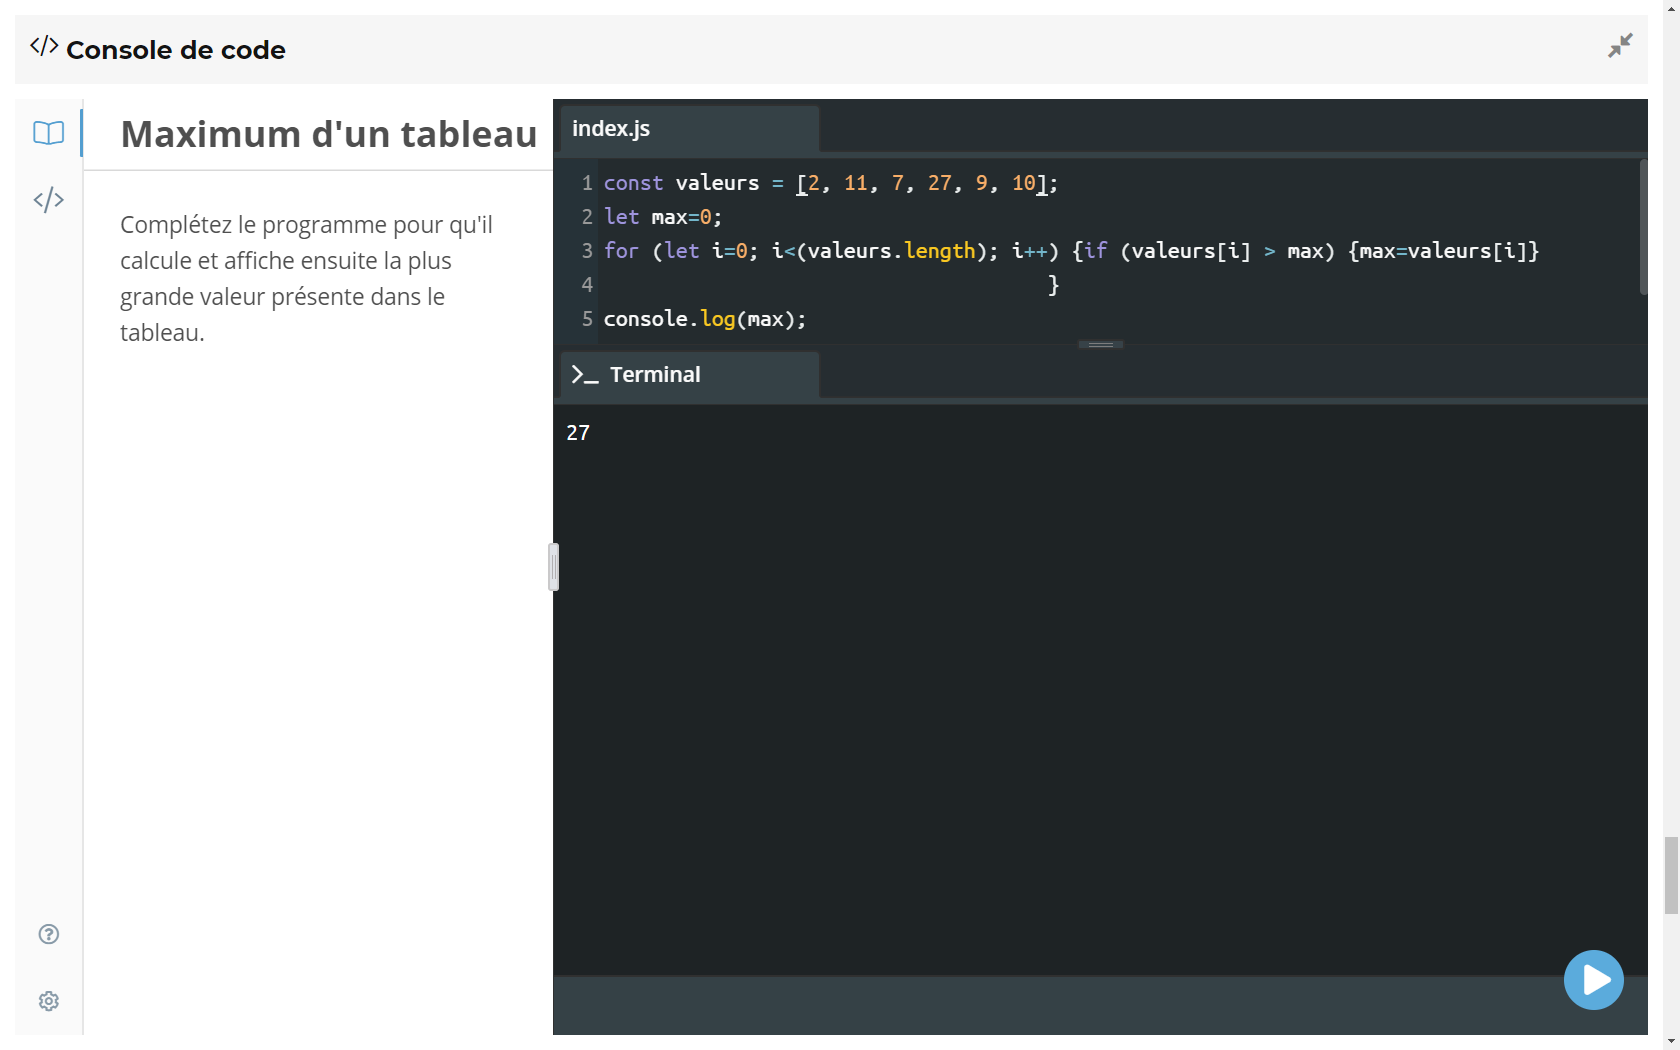 </> Console de code
Maximum d'un tableau
Complétez le programme pour qu'il
calcule et affiche ensuite la plus
grande valeur présente dans le
tableau.
index.js
1 const valeurs = [2, 11, 7, 27, 9, 10];
2 let max=0;
3 for (let i=0; i<(valeurs.length); i++) {if (valeurs[i] > max) {max=valeurs[i]}
4 }
5 console.log(max);
>_ Terminal
27